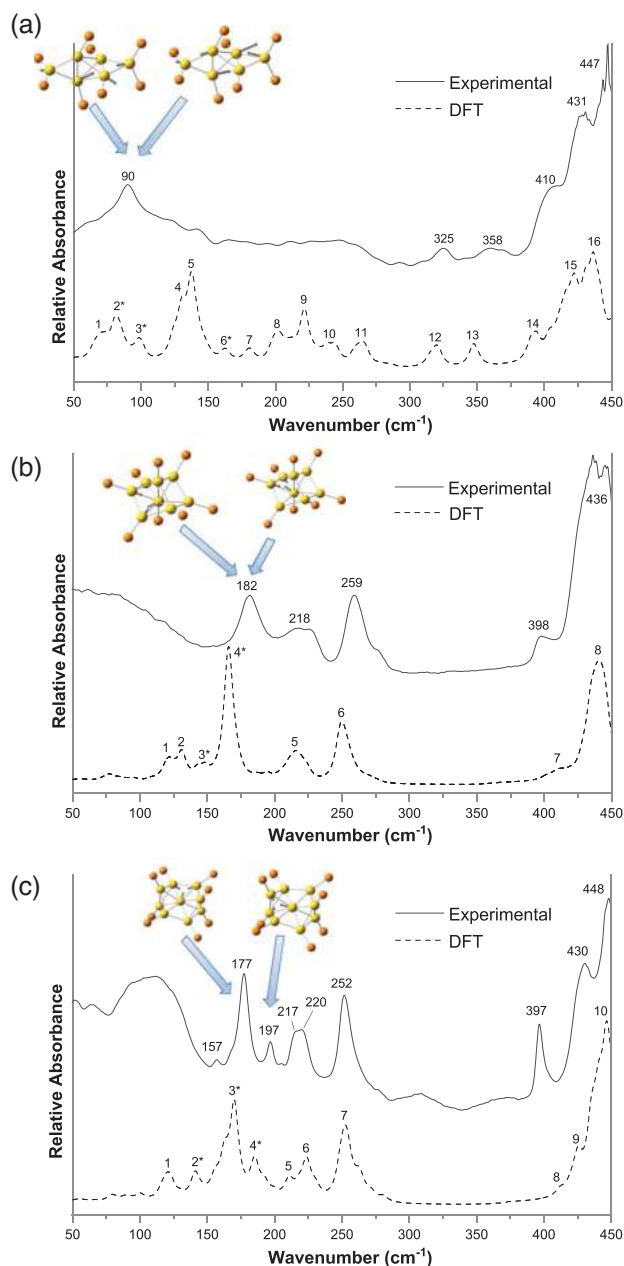 (a)
447
Experimental
431
DFT
90
410
Relative Absorbance
325
358
1
2*
3*
4
5
6*
7
8
9
10
11
12
13
14
15
16
50 100 150 200 250 300 350 400 450
Wavenumber (cm-1)
(b)
Experimental
436
DFT
182
259
218
398
Relative Absorbance
1
2
3*
4*
5
6
7
8
50 100 150 200 250 300 350 400 450
Wavenumber (cm-1)
(c)
448
Experimental
DFT
430
177
217 220
252
397
197
157
Relative Absorbance
1
2*
3*
4*
5
6
7
8
9
10
50 100 150 200 250 300 350 400 450
Wavenumber (cm-1)